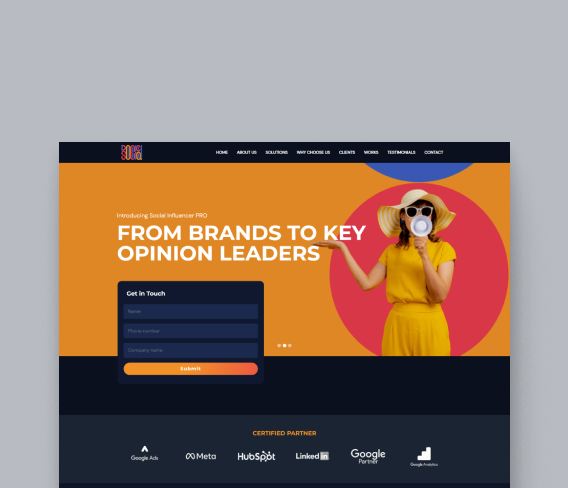 HOME ABOUT US SOLUTIONS WHY CHOOSE US CLIENTS WORKS TESTIMONIALS CONTACT
Introducing Social Influencer PRO
FROM BRANDS TO KEY
OPINION LEADERS
Get in Touch
Name
Phone number
Company name
Submit
CERTIFIED PARTNER
Google Ads
Meta
HubSpot
Linked in
Google
Partner
Google Analytics